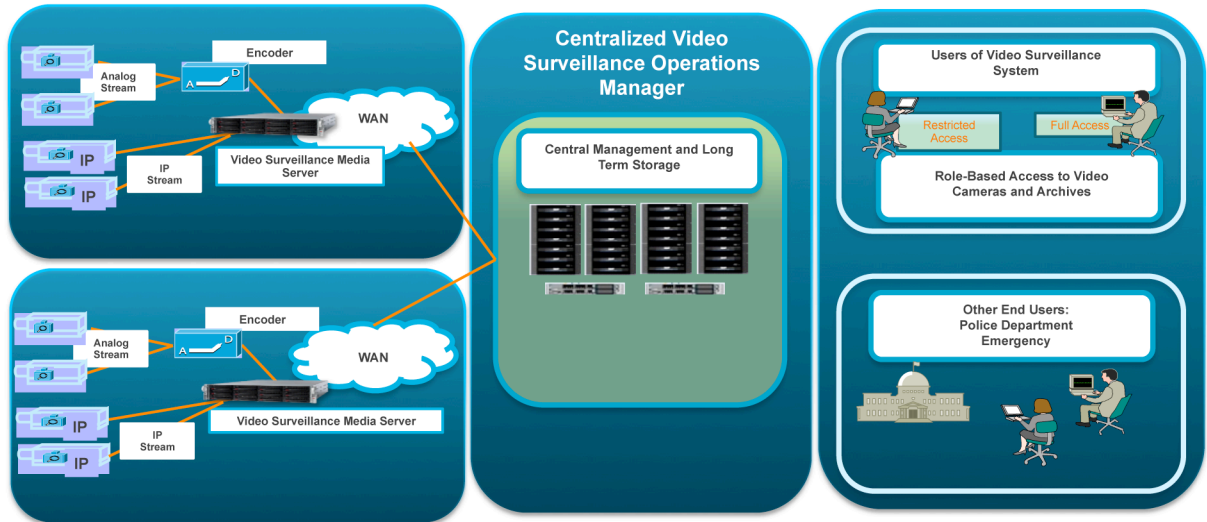 Encoder
A
D
Analog
Stream
WAN
IP
IP
IP
Stream
Video Surveillance Media
Server
Encoder
A
D
Analog
Stream
WAN
Video Surveillance Media Server
IP
IP
IP
Stream
Centralized Video
Surveillance Operations
Manager
Central Management and Long
Term Storage
Users of Video Surveillance
System
Restricted
Access
Full Access
Role-Based Access to Video
Cameras and Archives
Other End Users:
Police Department
Emergency